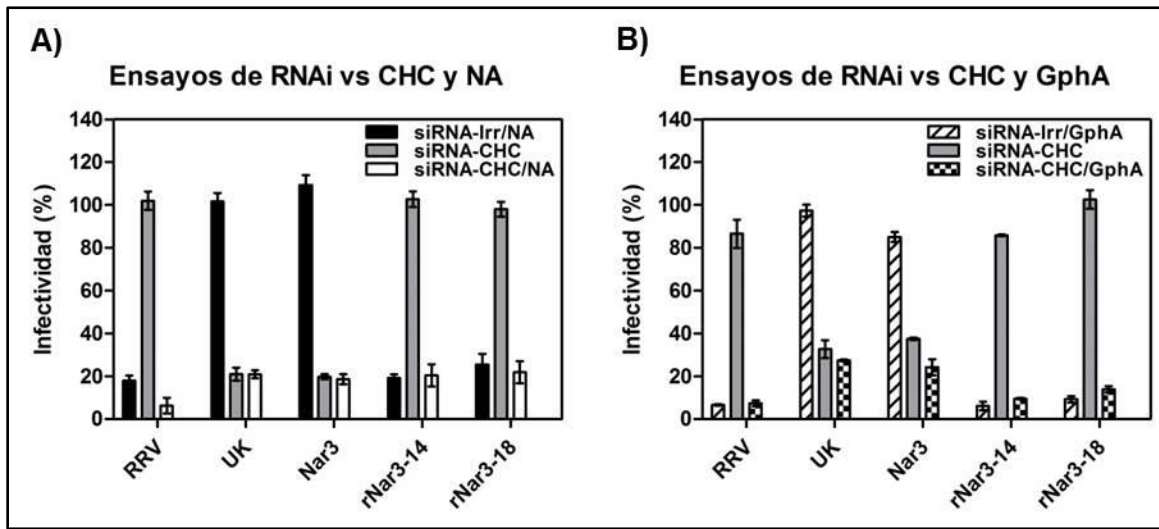 A)
Ensayos de RNAi vs CHC y NA
siRNA-Irr/NA
siRNA-CHC
siRNA-CHC/NA
Infectividad (%)
140
120
100
80
60
40
20
0
RRV
UK
Nar3
rNar3-14
rNar3-18
B)
Ensayos de RNAi vs CHC y GphA
siRNA-Irr/GphA
siRNA-CHC
siRNA-CHC/GphA
Infectividad (%)
140
120
100
80
60
40
20
0
RRV
UK
Nar3
rNar3-14
rNar3-18